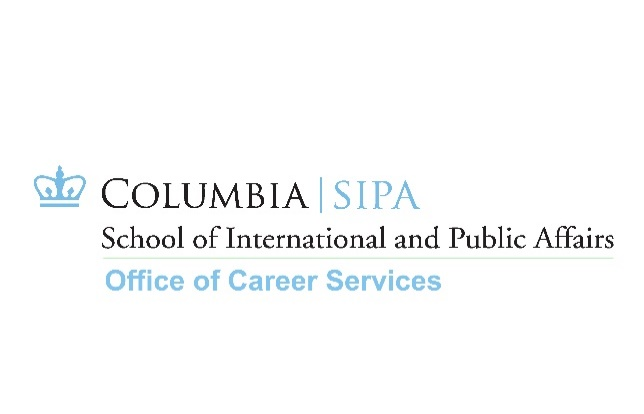 COLUMBIA | SIPA
School of International and Public Affairs
Office of Career Services